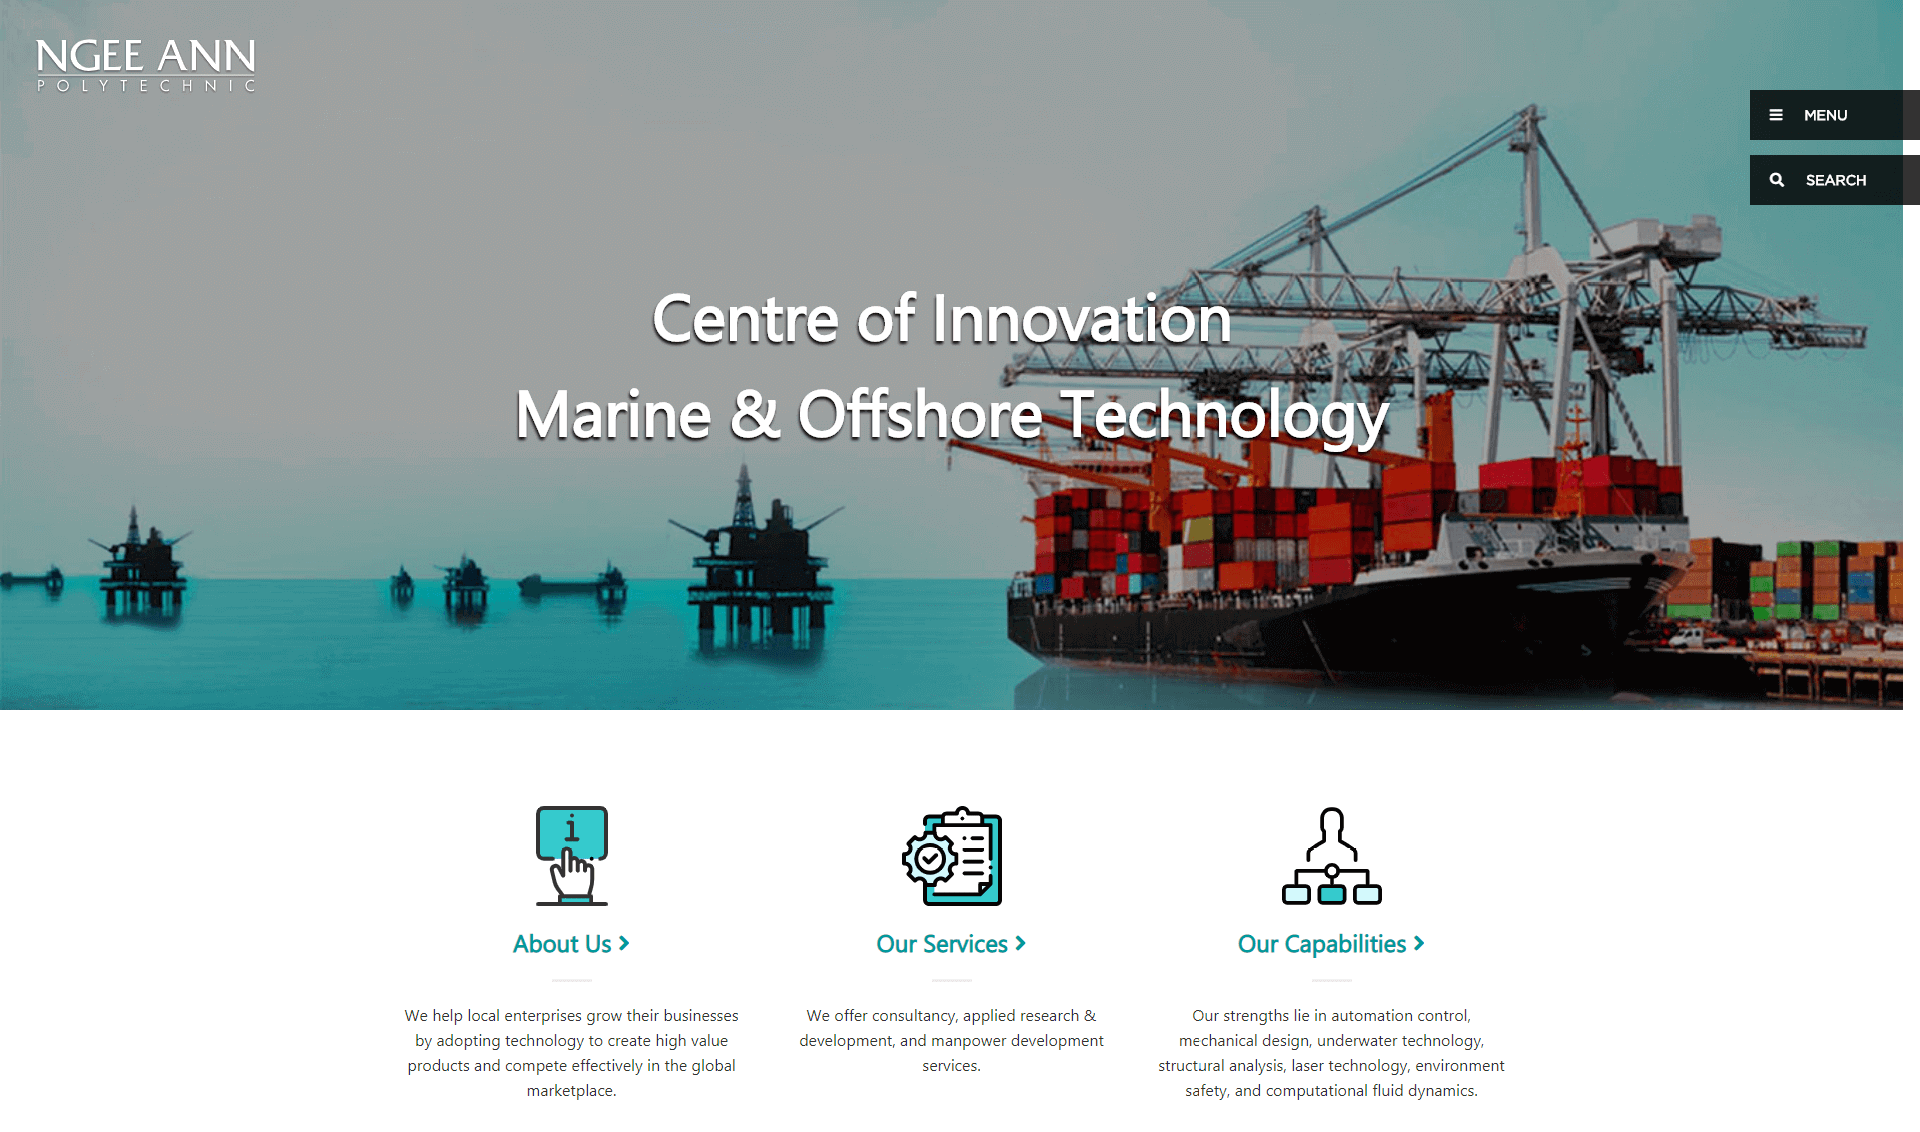 NGEE ANN
POLYTECHNIC
MENU
SEARCH
Centre of Innovation
Marine & Offshore Technology
i
About Us
Our Services
Our Capabilities
We help local enterprises grow their businesses
by adopting technology to create high value
products and compete effectively in the global
marketplace.
We offer consultancy, applied research &
development, and manpower development
services.
Our strengths lie in automation control,
mechanical design, underwater technology,
structural analysis, laser technology, environment
safety, and computational fluid dynamics.